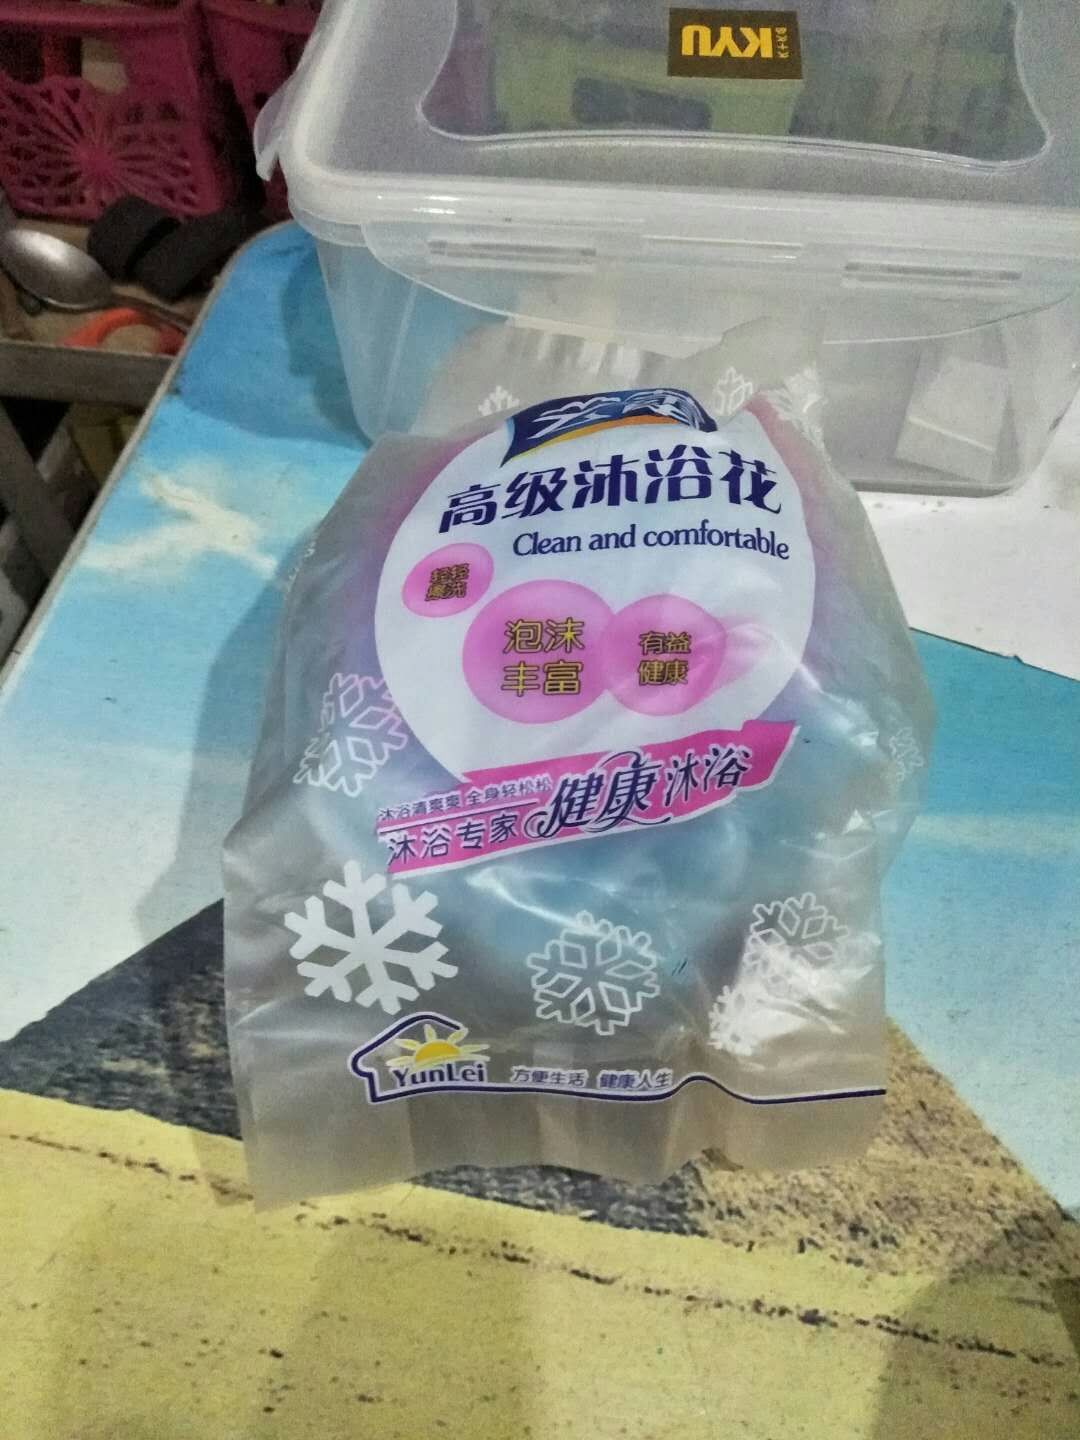 KYU
高级沐浴花
Clean and comfortable
轻轻
擦洗
泡沫
丰富
有益
健康
沐浴清爽爽 全身轻松松
沐浴专家 健康沐浴
YunLei 方便生活 健康人生